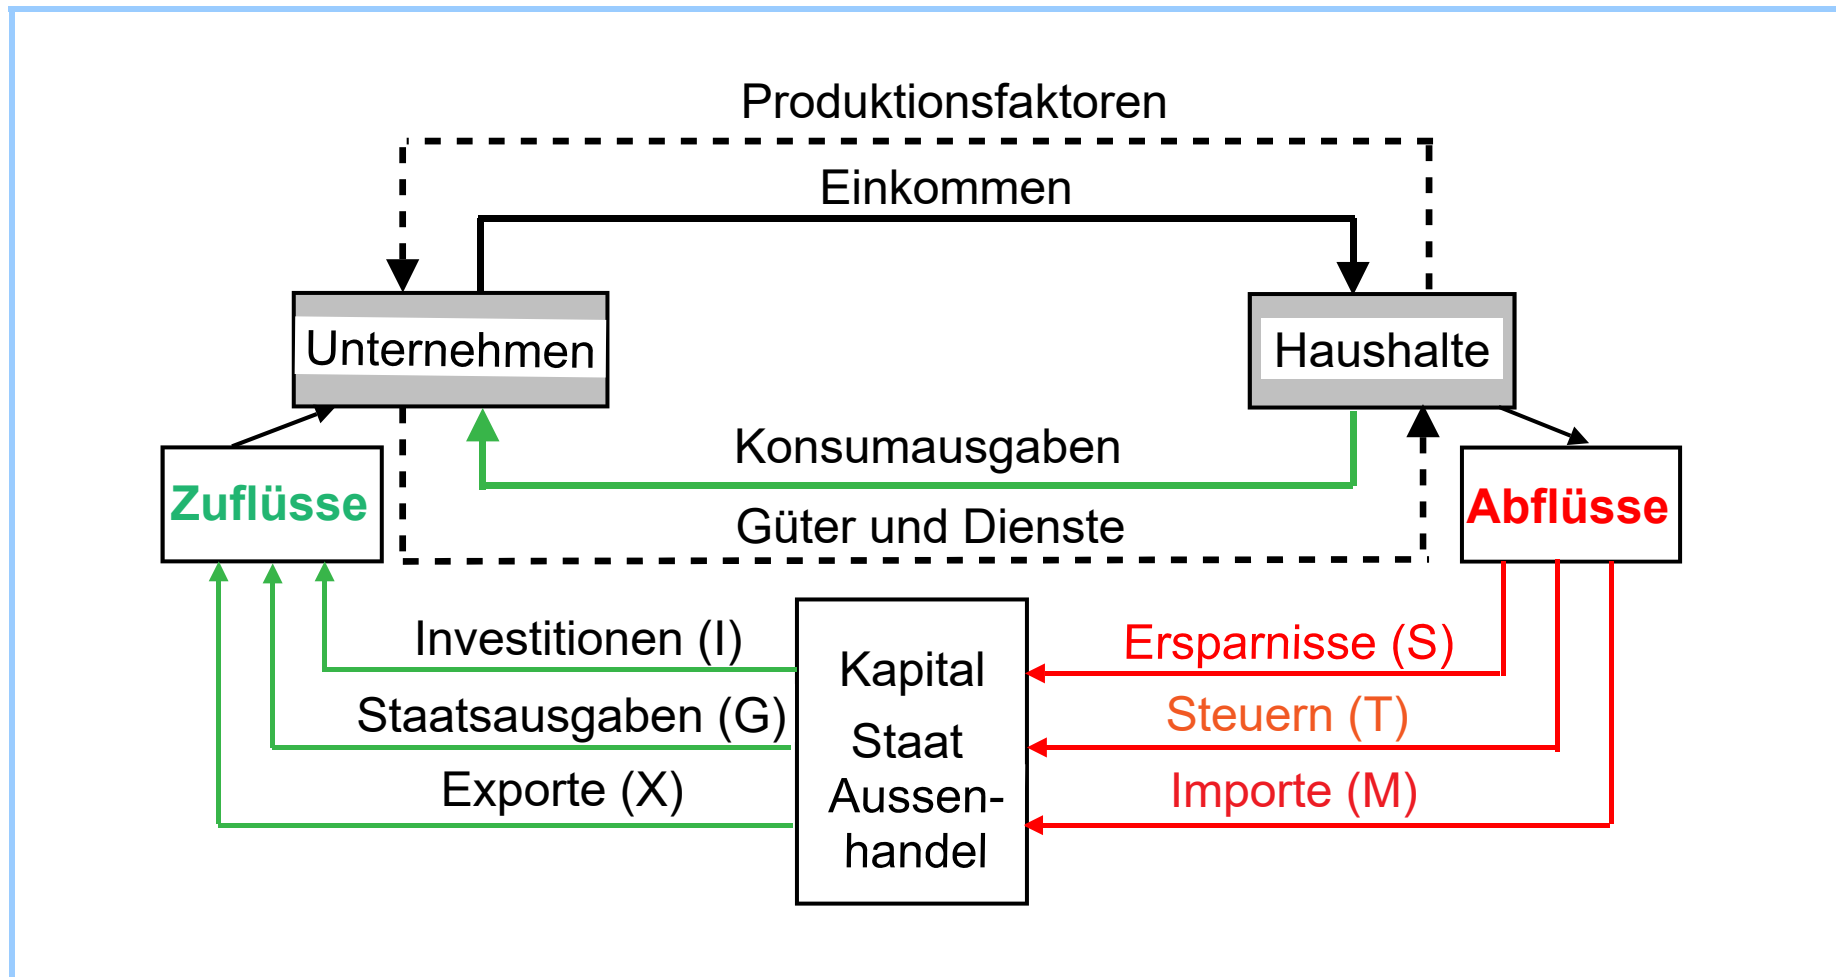 Produktionsfaktoren
Einkommen
Unternehmen
Haushalte
Konsumausgaben
Zuflüsse
Abflüsse
Güter und Dienste
Investitionen (I)
Kapital
Ersparnisse (S)
Staatsausgaben (G)
Staat
Steuern (T)
Exporte (X)
Aussen-
handel
Importe (M)